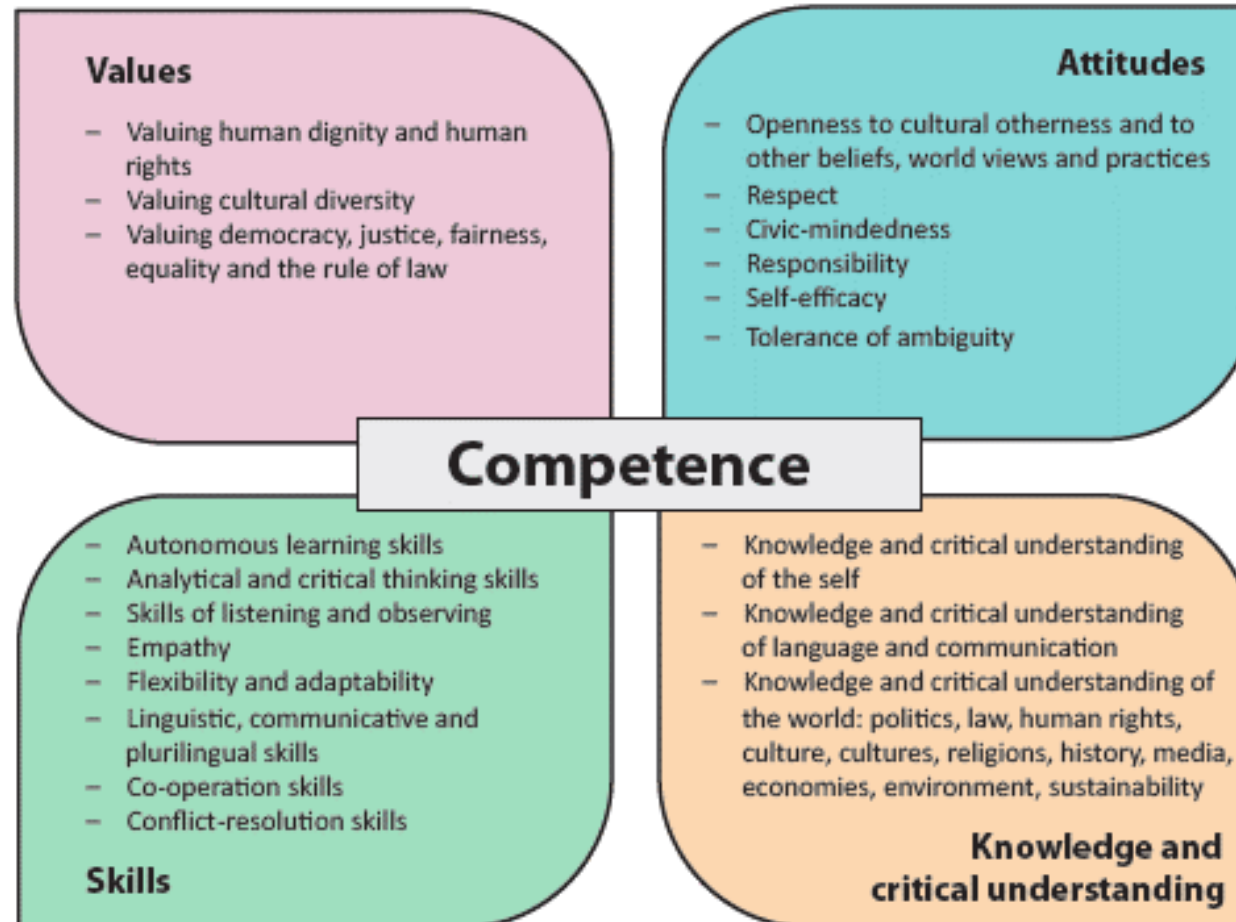 Values
– Valuing human dignity and human
rights
– Valuing cultural diversity
– Valuing democracy, justice, fairness,
equality and the rule of law
Attitudes
– Openness to cultural otherness and to
other beliefs, world views and practices
– Respect
– Civic-mindedness
– Responsibility
– Self-efficacy
– Tolerance of ambiguity
Competence
– Autonomous learning skills
– Analytical and critical thinking skills
– Skills of listening and observing
– Empathy
– Flexibility and adaptability
– Linguistic, communicative and
plurilingual skills
– Co-operation skills
– Conflict-resolution skills
Skills
– Knowledge and critical understanding
of the self
– Knowledge and critical understanding
of language and communication
– Knowledge and critical understanding of
the world: politics, law, human rights,
culture, cultures, religions, history, media,
economies, environment, sustainability
Knowledge and
critical understanding